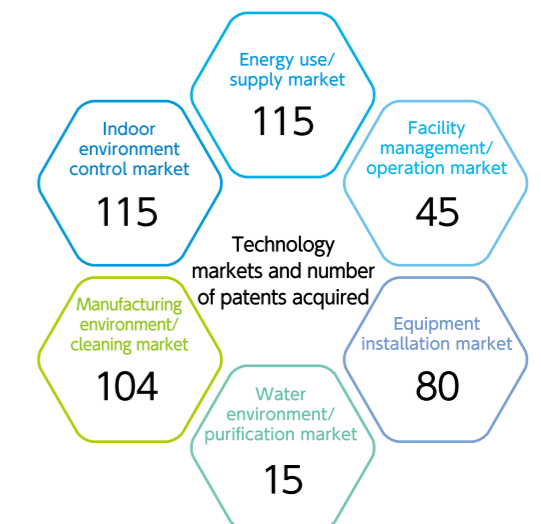 Energy use/
supply market
115
Indoor
environment
control market
115
Facility
management/
operation market
45
Technology
markets and number
of patents acquired
Manufacturing
environment/
cleaning market
104
Equipment
installation market
80
Water
environment/
purification market
15